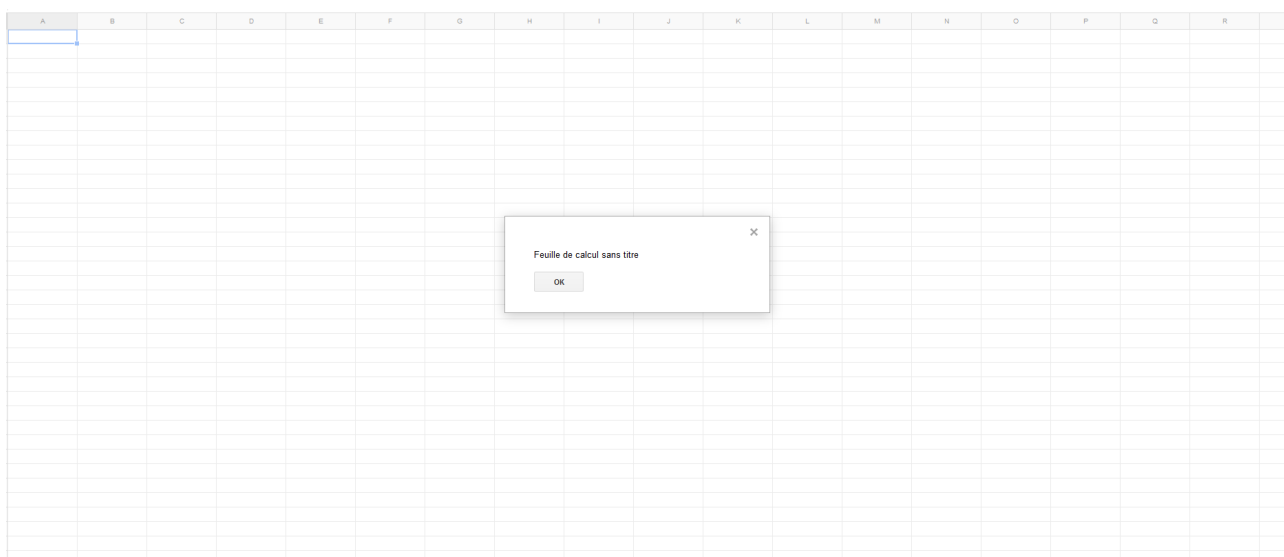 A B C D E F G H I J K L M N O P Q R
×
Feuille de calcul sans titre
OK